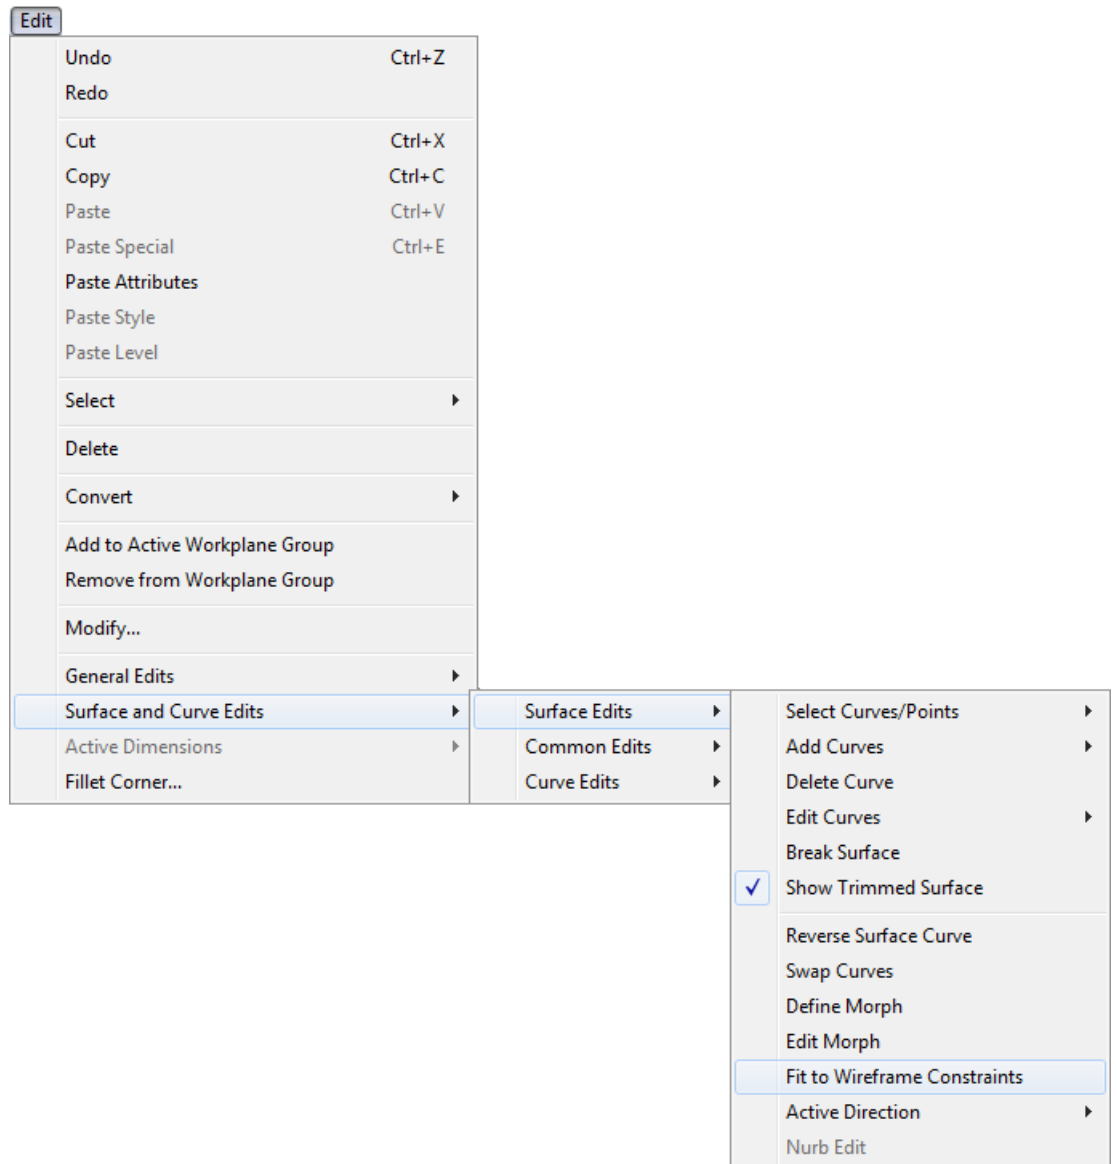 Edit
Undo Ctrl+Z
Redo
Cut Ctrl+X
Copy Ctrl+C
Paste Ctrl+V
Paste Special Ctrl+E
Paste Attributes
Paste Style
Paste Level
Select
Delete
Convert
Add to Active Workplane Group
Remove from Workplane Group
Modify...
General Edits
Surface and Curve Edits
Active Dimensions
Fillet Corner...
Surface Edits
Common Edits
Curve Edits
Select Curves/Points
Add Curves
Delete Curve
Edit Curves
Break Surface
Show Trimmed Surface
Reverse Surface Curve
Swap Curves
Define Morph
Edit Morph
Fit to Wireframe Constraints
Active Direction
Nurb Edit